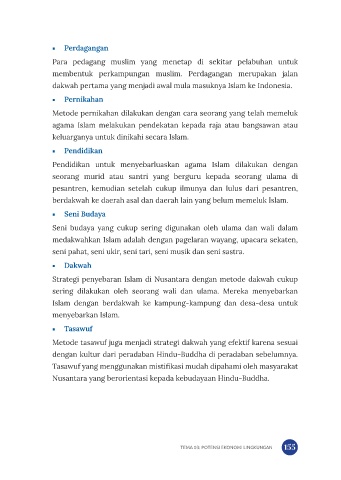 • Perdagangan
Para pedagang muslim yang menetap di sekitar pelabuhan untuk
membentuk perkampungan muslim. Perdagangan merupakan jalan
dakwah pertama yang menjadi awal mula masuknya Islam ke Indonesia.
• Pernikahan
Metode pernikahan dilakukan dengan cara seorang yang telah memeluk
agama Islam melakukan pendekatan kepada raja atau bangsawan atau
keluarganya untuk dinikahi secara Islam.
• Pendidikan
Pendidikan untuk menyebarluaskan agama Islam dilakukan dengan
seorang murid atau santri yang berguru kepada seorang ulama di
pesantren, kemudian setelah cukup ilmunya dan lulus dari pesantren,
berdakwah ke daerah asal dan daerah lain yang belum memeluk Islam.
• Seni Budaya
Seni budaya yang cukup sering digunakan oleh ulama dan wali dalam
medakwahkan Islam adalah dengan pagelaran wayang, upacara sekaten,
seni pahat, seni ukir, seni tari, seni musik dan seni sastra.
• Dakwah
Strategi penyebaran Islam di Nusantara dengan metode dakwah cukup
sering dilakukan oleh seorang wali dan ulama. Mereka menyebarkan
Islam dengan berdakwah ke kampung-kampung dan desa-desa untuk
menyebarkan Islam.
• Tasawuf
Metode tasawuf juga menjadi strategi dakwah yang efektif karena sesuai
dengan kultur dari peradaban Hindu-Buddha di peradaban sebelumnya.
Tasawuf yang menggunakan mistifikasi mudah dipahami oleh masyarakat
Nusantara yang berorientasi kepada kebudayaan Hindu-Buddha.
TEMA 03: POTENSI EKONOMI LINGKUNGAN 155